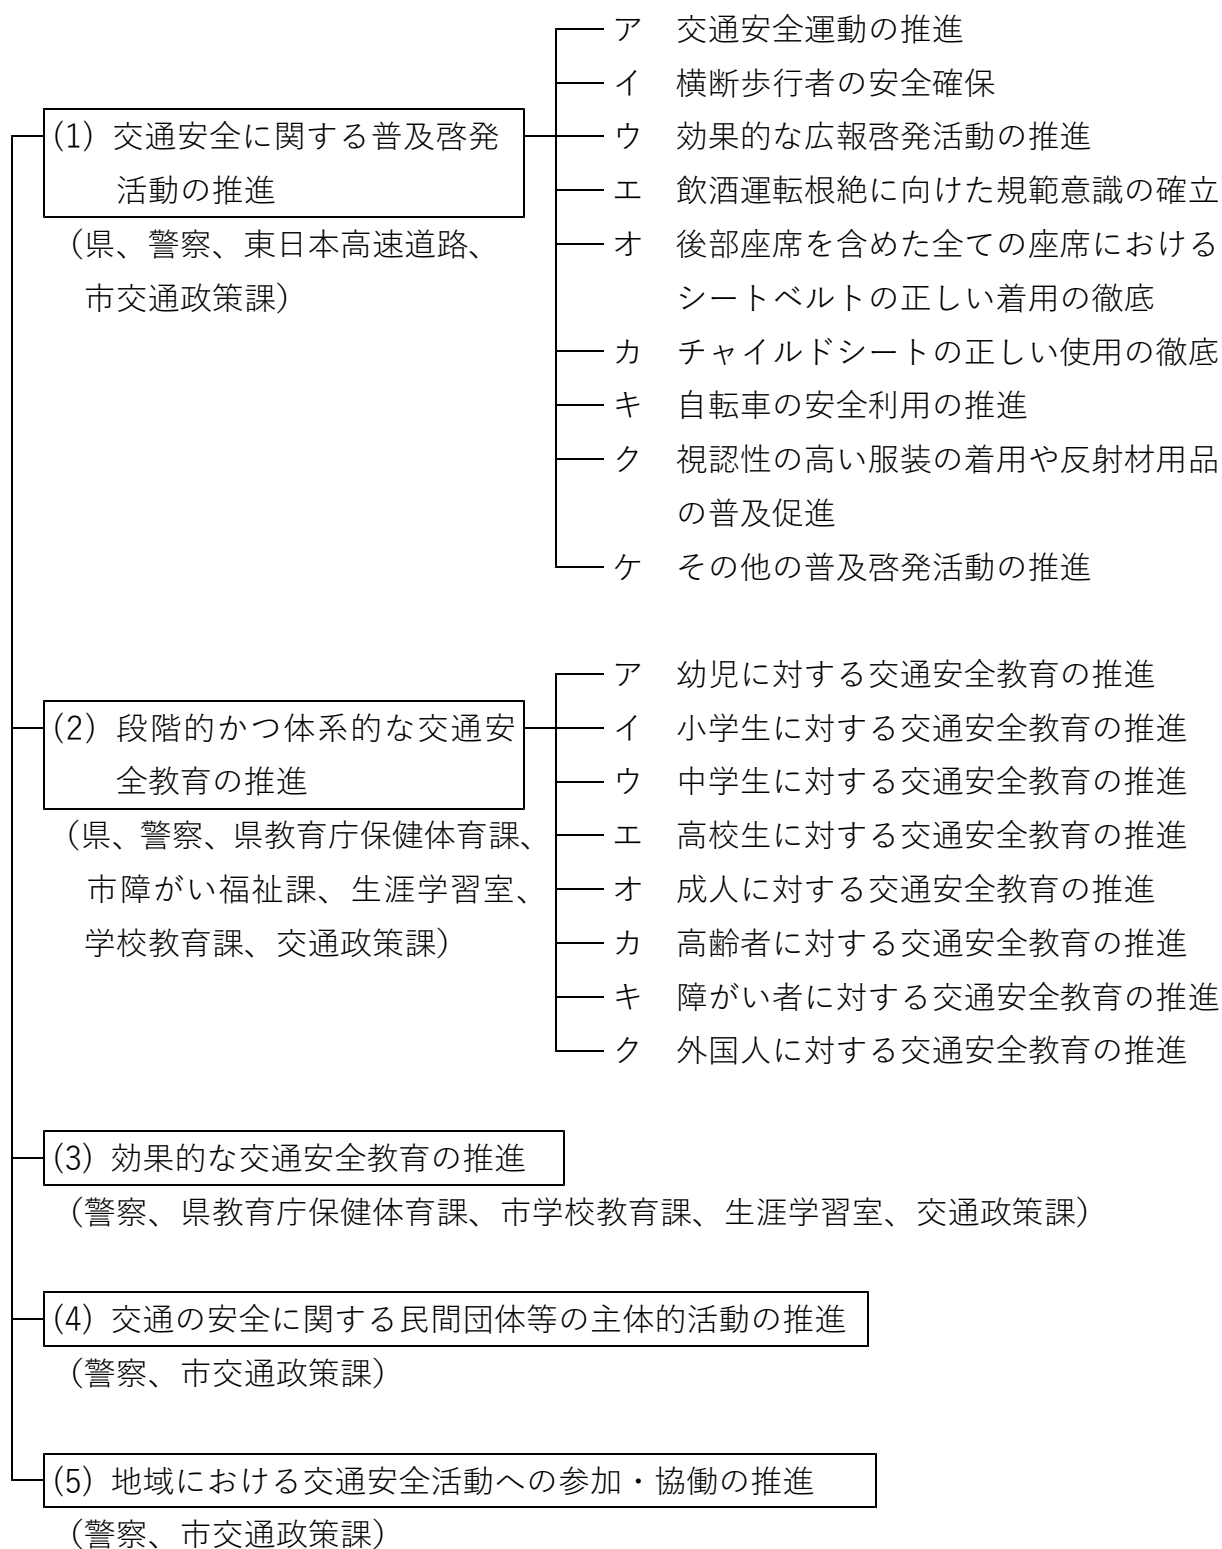 (1) 交通安全に関する普及啓発
活動の推進
（県、警察、東日本高速道路、
市交通政策課）
ア　交通安全運動の推進
イ　横断歩行者の安全確保
ウ　効果的な広報啓発活動の推進
エ　飲酒運転根絶に向けた規範意識の確立
オ　後部座席を含めた全ての座席における
シートベルトの正しい着用の徹底
カ　チャイルドシートの正しい使用の徹底
キ　自転車の安全利用の推進
ク　視認性の高い服装の着用や反射材用品
の普及促進
ケ　その他の普及啓発活動の推進
(2) 段階的かつ体系的な交通安
全教育の推進
（県、警察、県教育庁保健体育課、
市障がい福祉課、生涯学習室、
学校教育課、交通政策課）
ア　幼児に対する交通安全教育の推進
イ　小学生に対する交通安全教育の推進
ウ　中学生に対する交通安全教育の推進
エ　高校生に対する交通安全教育の推進
オ　成人に対する交通安全教育の推進
カ　高齢者に対する交通安全教育の推進
キ　障がい者に対する交通安全教育の推進
ク　外国人に対する交通安全教育の推進
(3) 効果的な交通安全教育の推進
（警察、県教育庁保健体育課、市学校教育課、生涯学習室、交通政策課）
(4) 交通の安全に関する民間団体等の主体的活動の推進
（警察、市交通政策課）
(5) 地域における交通安全活動への参加・協働の推進
（警察、市交通政策課）